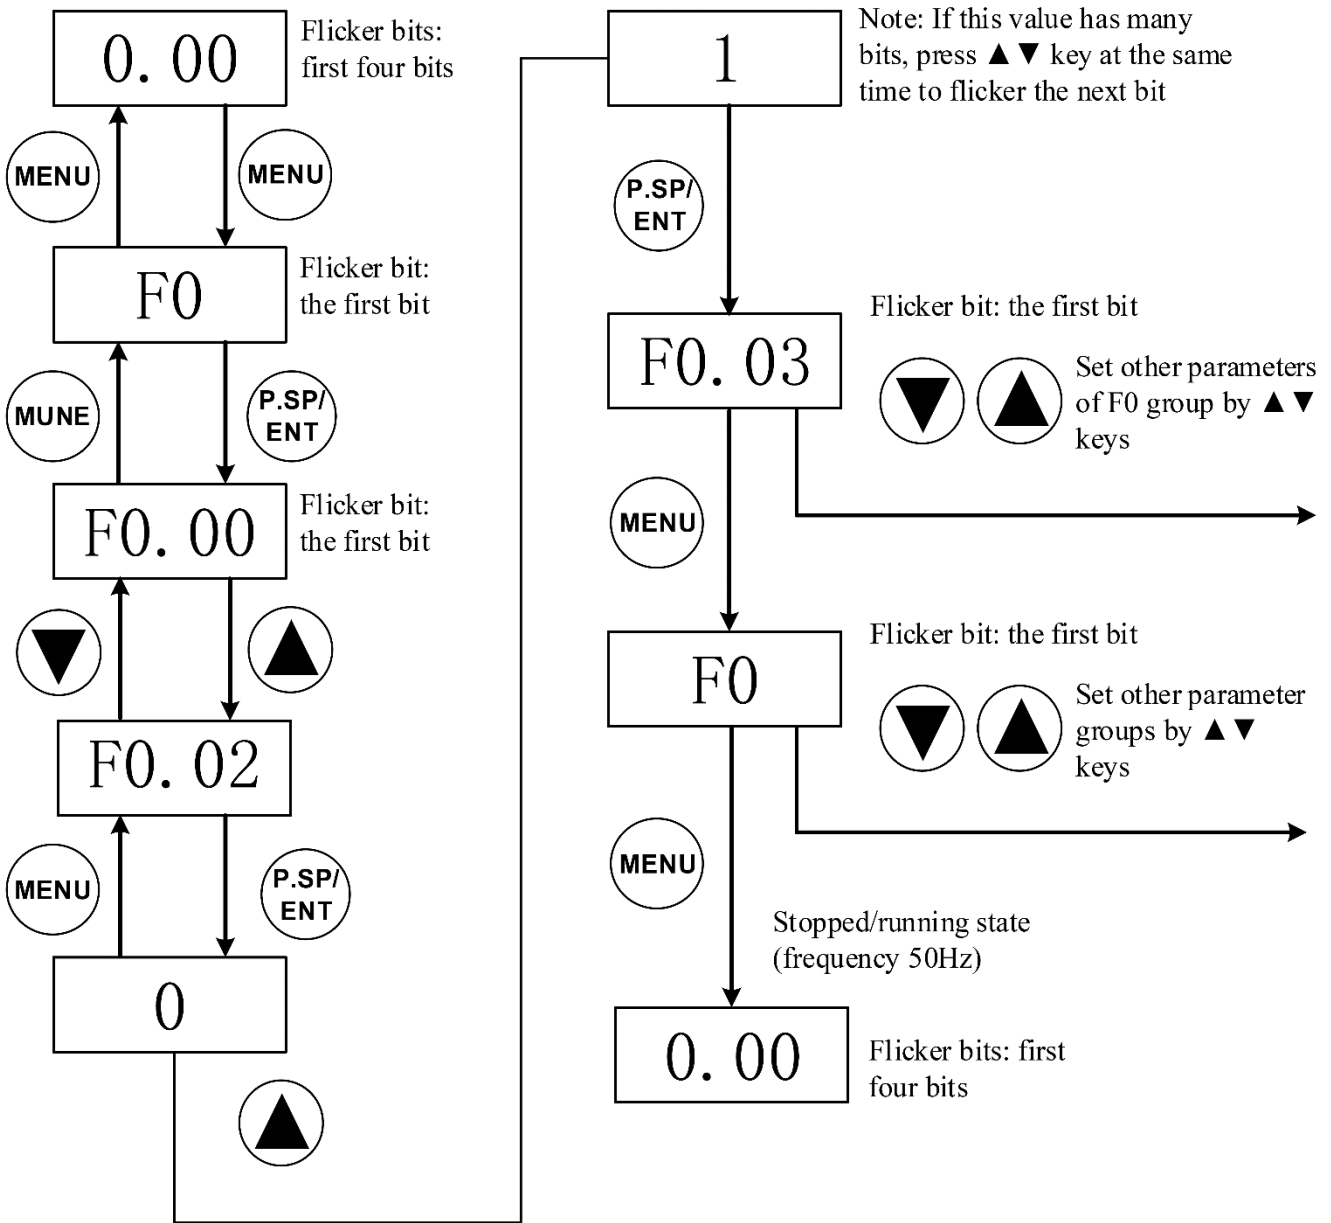 0.00
Flicker bits:
first four bits
MENU
MENU
F0
Flicker bit:
the first bit
MUNE
P.SP/
ENT
F0.00
Flicker bit:
the first bit
F0.02
MENU
P.SP/
ENT
0
1
Note: If this value has many
bits, press ▲▼ key at the same
time to flicker the next bit
P.SP/
ENT
F0.03
Flicker bit: the first bit
Set other parameters
of F0 group by ▲▼
keys
MENU
F0
Flicker bit: the first bit
Set other parameter
groups by ▲▼
keys
MENU
Stopped/running state
(frequency 50Hz)
0.00
Flicker bits: first
four bits